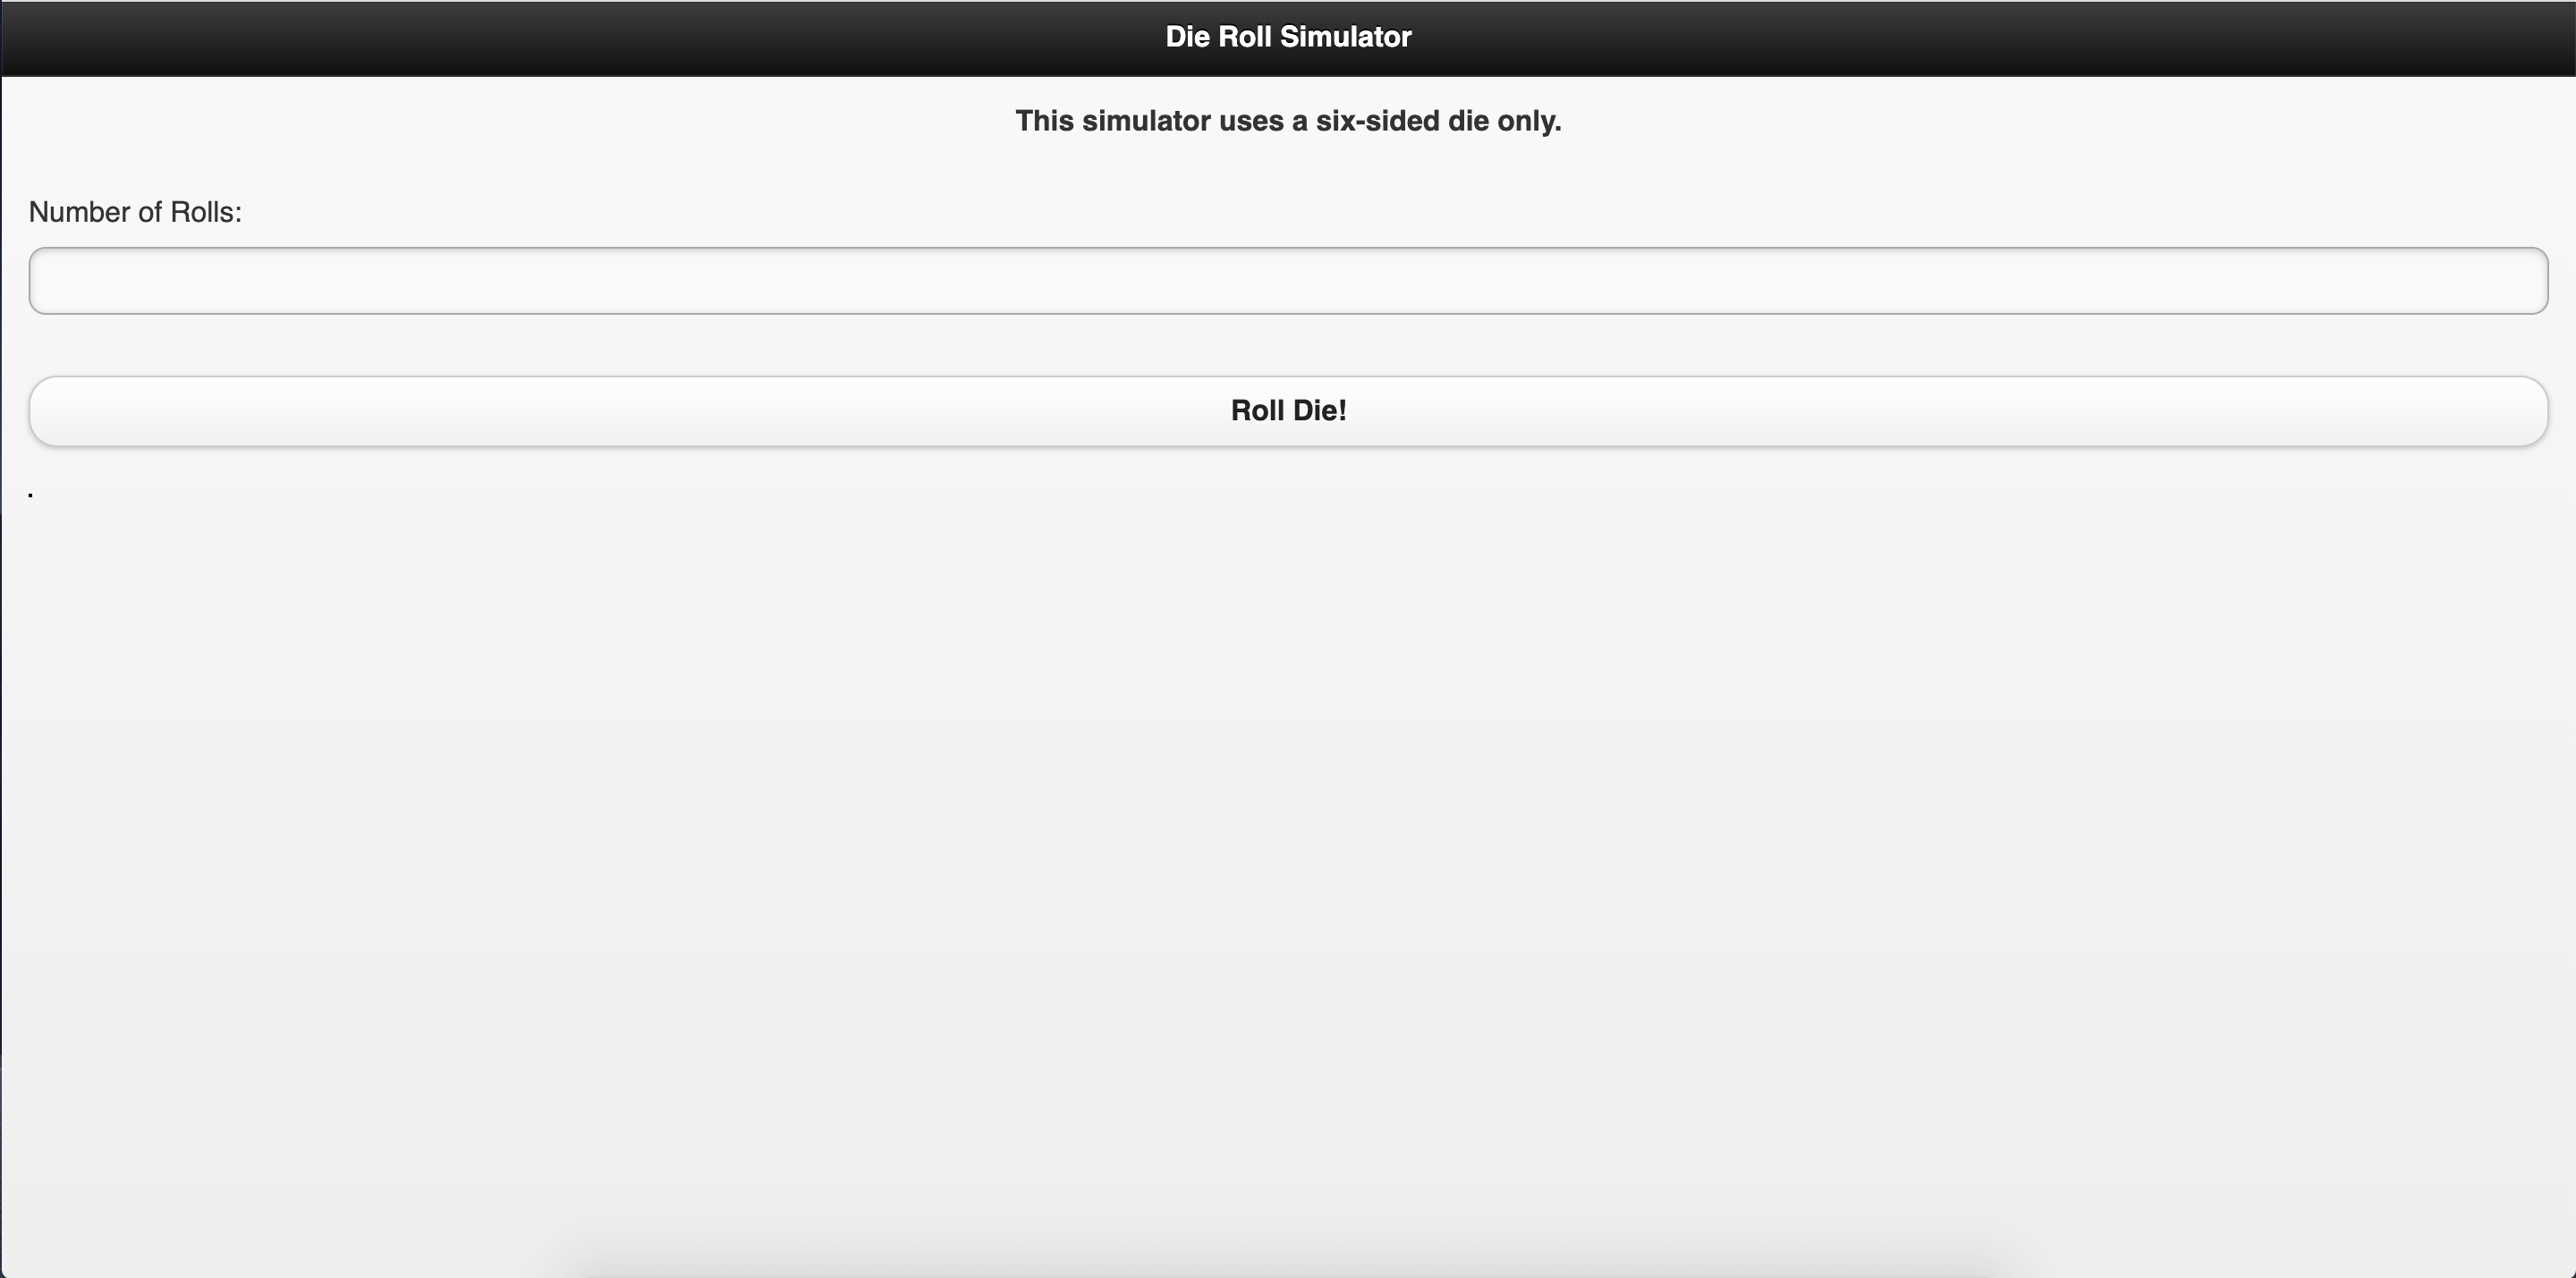 Die Roll Simulator
This simulator uses a six-sided die only.
Number of Rolls:
Roll Die!
.